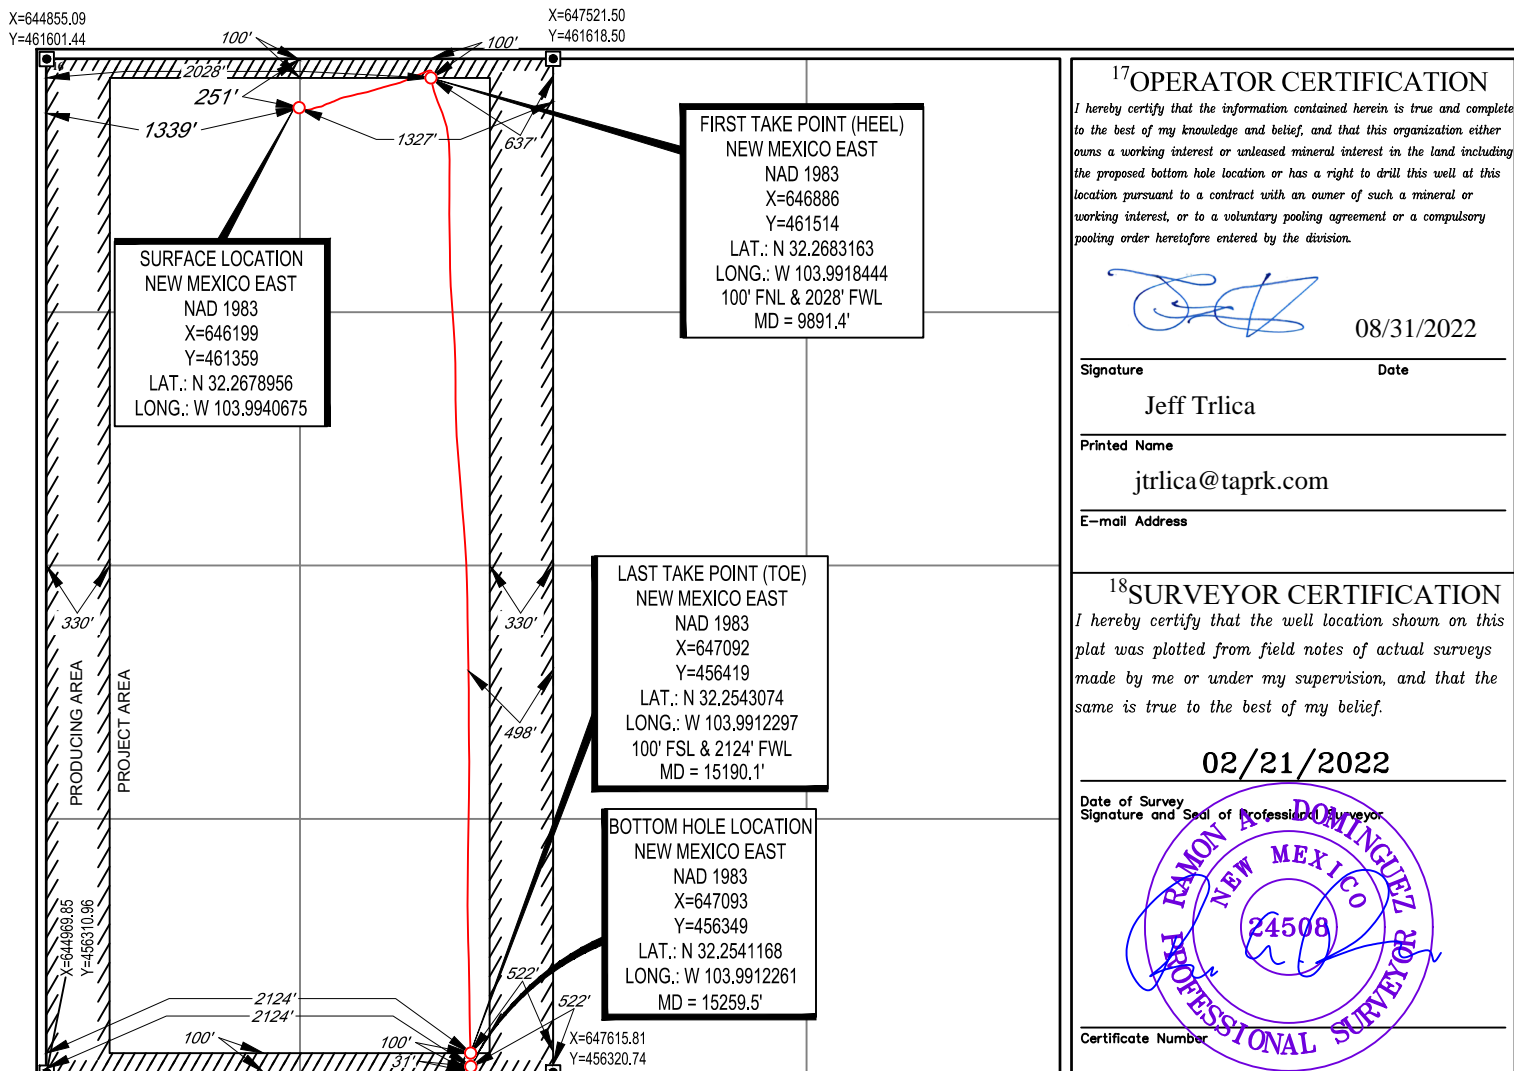 X=644855.09
Y=461601.44
X=647521.50
Y=461618.50
100'
100'
2028'
251'
1339'
1327'
637'
FIRST TAKE POINT (HEEL)
NEW MEXICO EAST
NAD 1983
X=646886
Y=461514
LAT.: N 32.2683163
LONG.: W 103.9918444
100' FNL & 2028' FWL
MD = 9891.4'
SURFACE LOCATION
NEW MEXICO EAST
NAD 1983
X=646199
Y=461359
LAT.: N 32.2678956
LONG.: W 103.9940675
330'
330'
PRODUCING AREA
PROJECT AREA
498'
LAST TAKE POINT (TOE)
NEW MEXICO EAST
NAD 1983
X=647092
Y=456419
LAT.: N 32.2543074
LONG.: W 103.9912297
100' FSL & 2124' FWL
MD = 15190.1'
BOTTOM HOLE LOCATION
NEW MEXICO EAST
NAD 1983
X=647093
Y=456349
LAT.: N 32.2541168
LONG.: W 103.9912261
MD = 15259.5'
X=644969.85
Y=456310.96
2124'
2124'
100'
100'
31'
522'
522'
X=647615.81
Y=456320.74
17 OPERATOR CERTIFICATION
I hereby certify that the information contained herein is true and complete
to the best of my knowledge and belief, and that this organization either
owns a working interest or unleased mineral interest in the land including
the proposed bottom hole location or has a right to drill this well at this
location pursuant to a contract with an owner of such a mineral or
working interest, or to a voluntary pooling agreement or a compulsory
pooling order heretofore entered by the division.
08/31/2022
Signature Date
Jeff Trlica
Printed Name
jtrlica@taprk.com
E-mail Address
18 SURVEYOR CERTIFICATION
I hereby certify that the well location shown on this
plat was plotted from field notes of actual surveys
made by me or under my supervision, and that the
same is true to the best of my belief.
02/21/2022
Date of Survey
Signature and Seal of Professional Surveyor
RAMON A. DOMINGUEZ
NEW MEXICO
24508
PROFESSIONAL SURVEYOR
Certificate Number